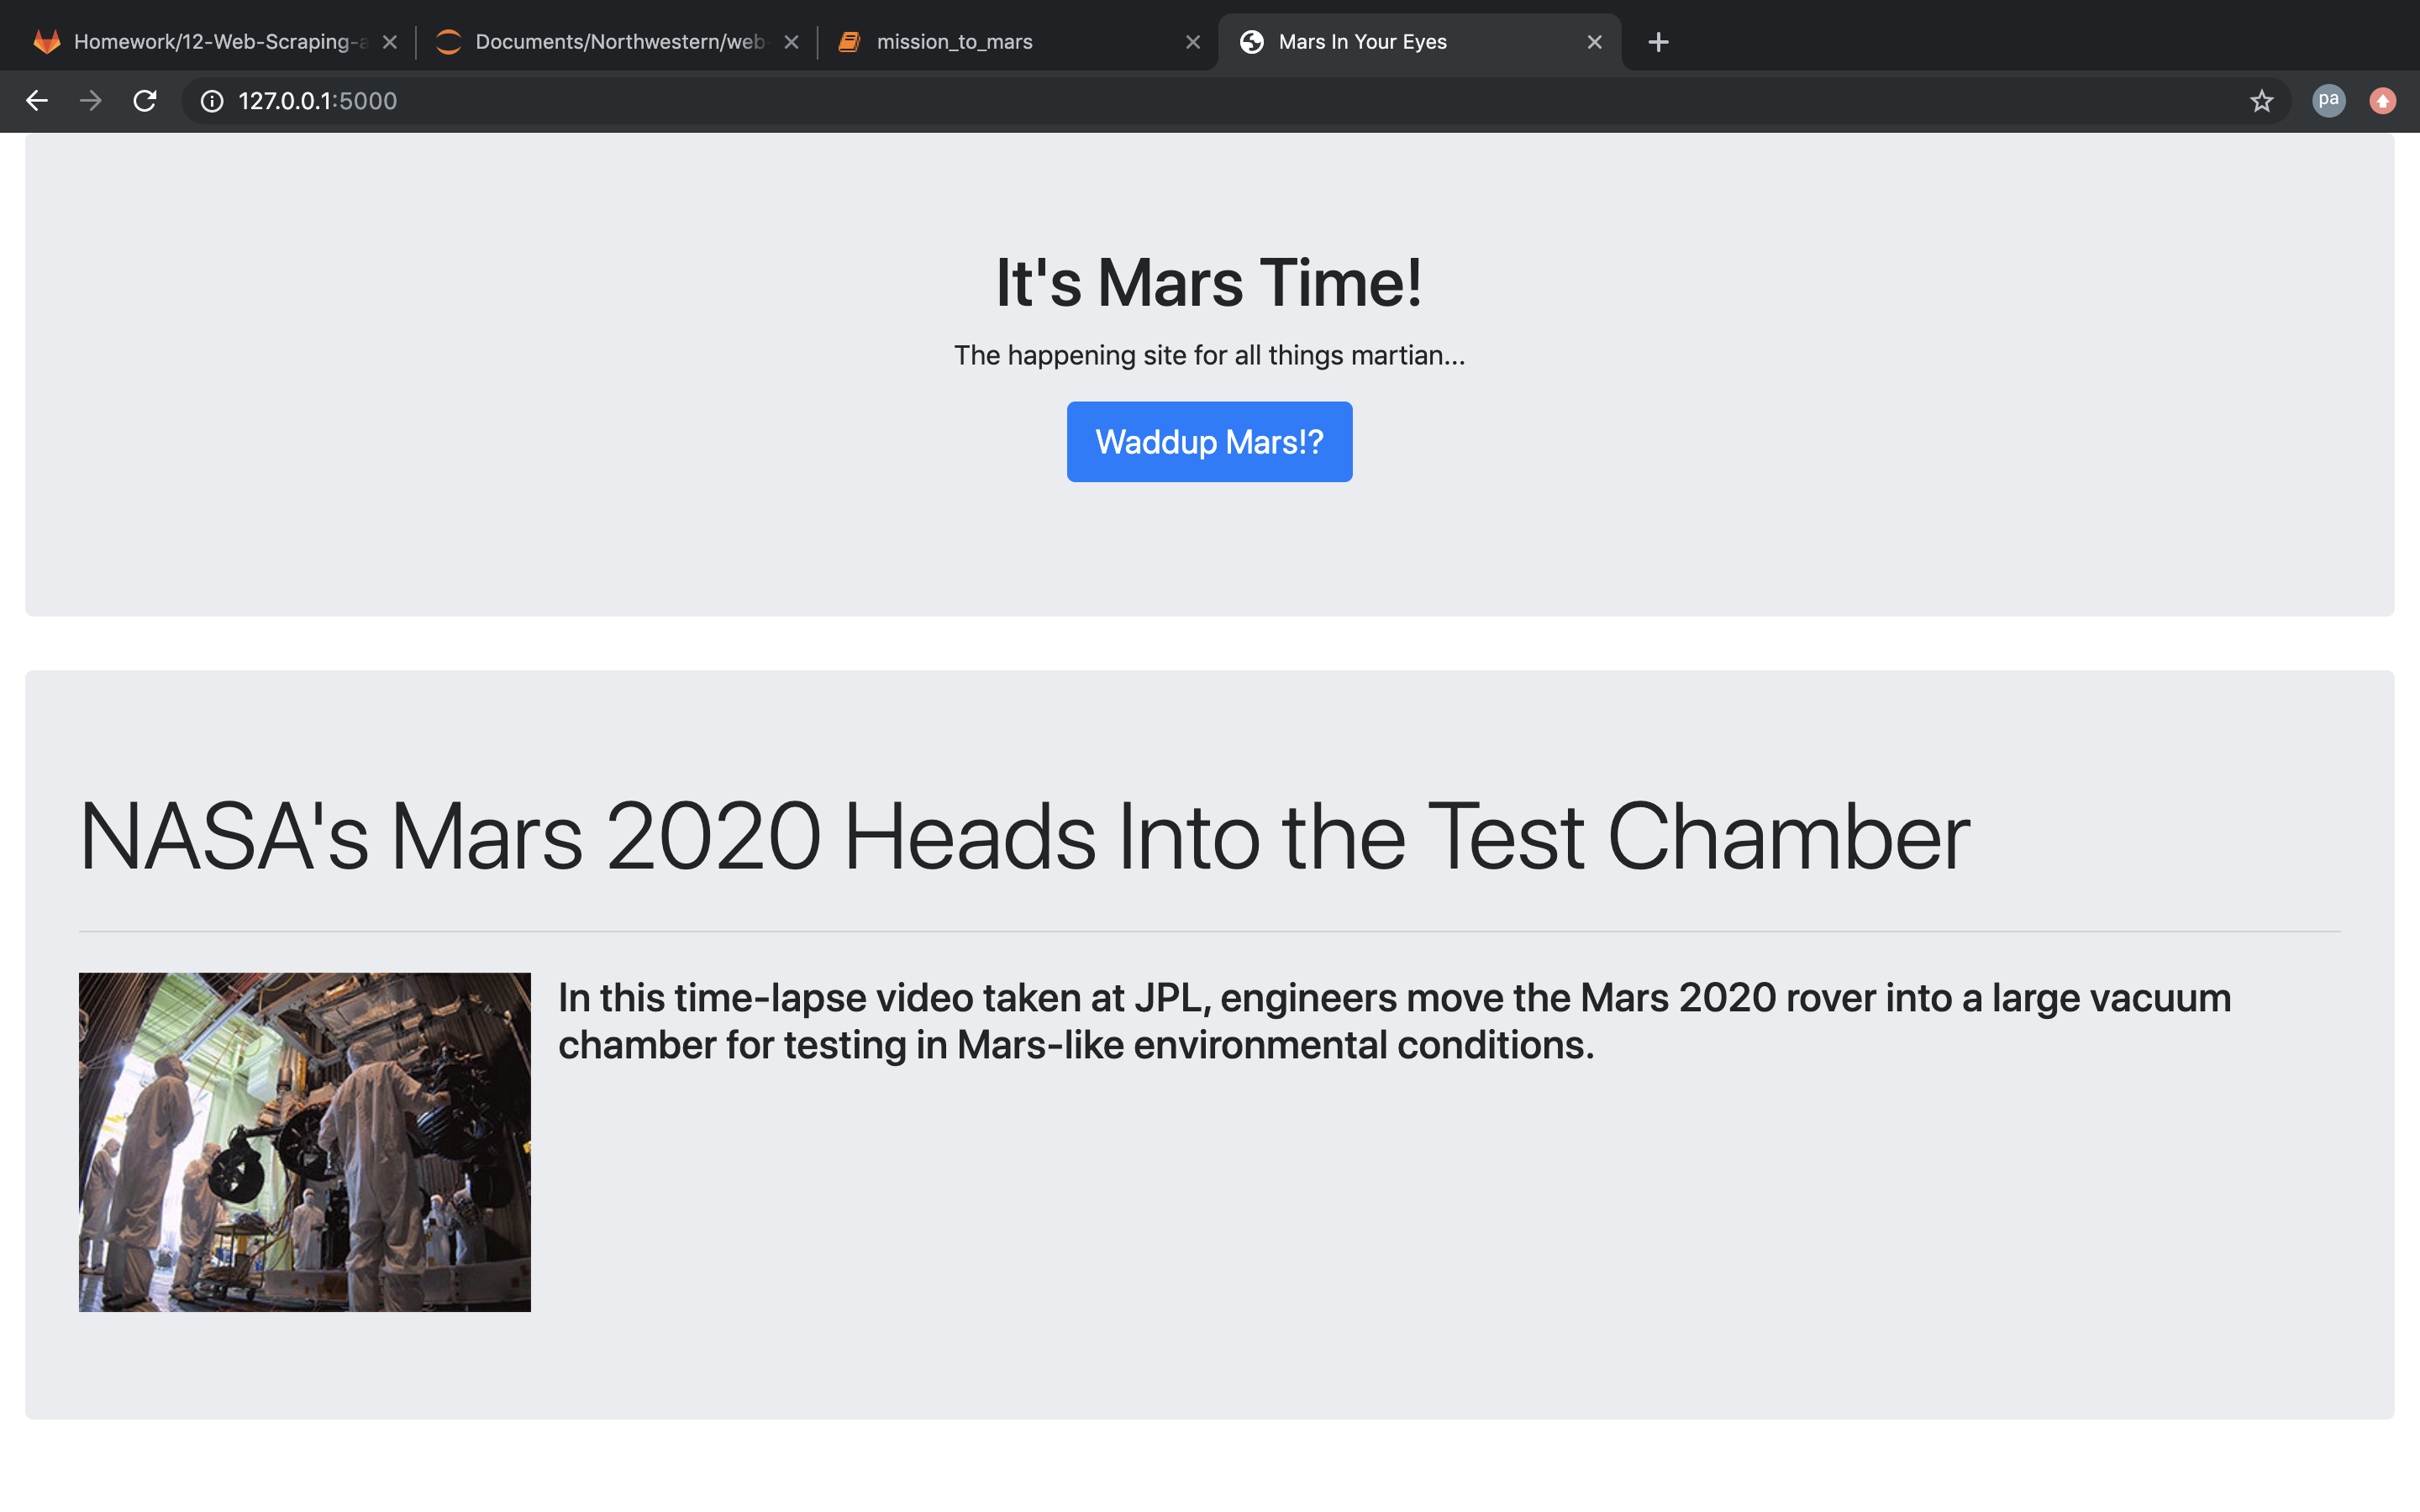 Homework/12-Web-Scraping-a
Documents/Northwestern/web-
mission_to_mars
Mars In Your Eyes
127.0.0.1:5000
pa
It's Mars Time!
The happening site for all things martian...
Waddup Mars!?
NASA's Mars 2020 Heads Into the Test Chamber
In this time-lapse video taken at JPL, engineers move the Mars 2020 rover into a large vacuum
chamber for testing in Mars-like environmental conditions.